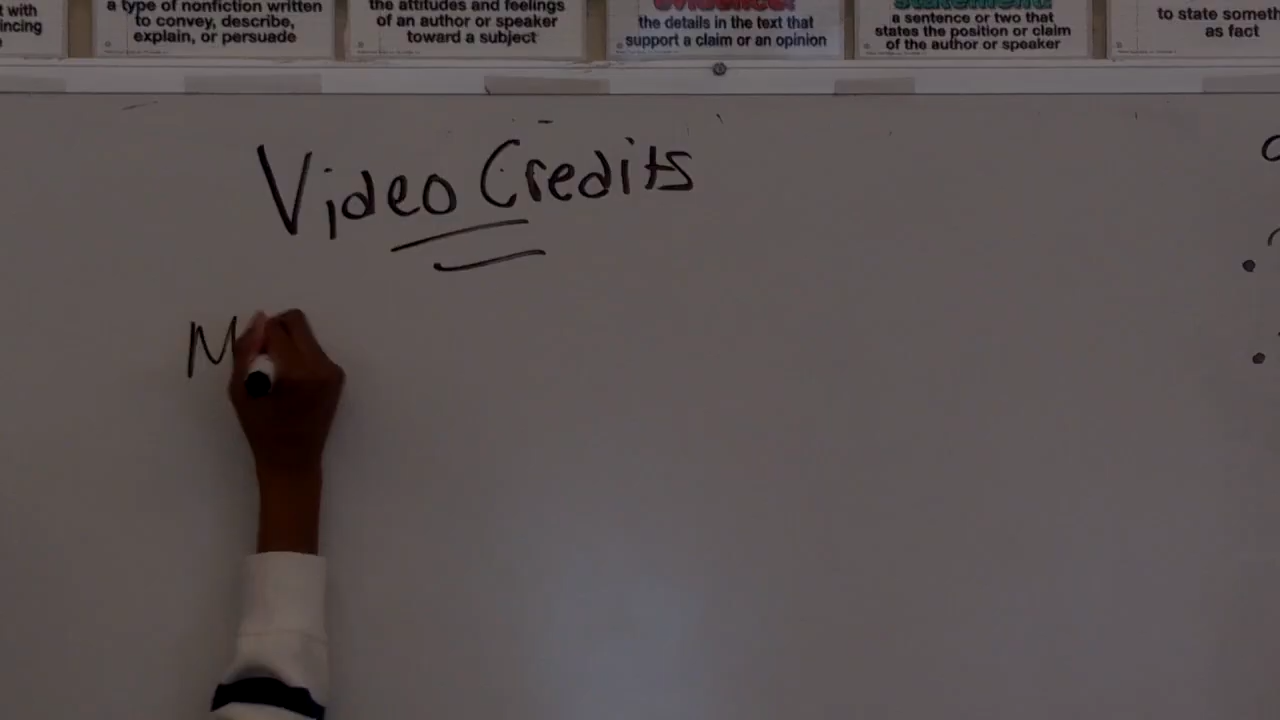 t with
incing
a type of nonfiction written
to convey, describe,
explain, or persuade
the attitudes and feelings
of an author or speaker
toward a subject
evidence:
the details in the text that
support a claim or an opinion
statement:
a sentence or two that
states the position or claim
of the author or speaker
to state someth
as fact
Video Credits
M